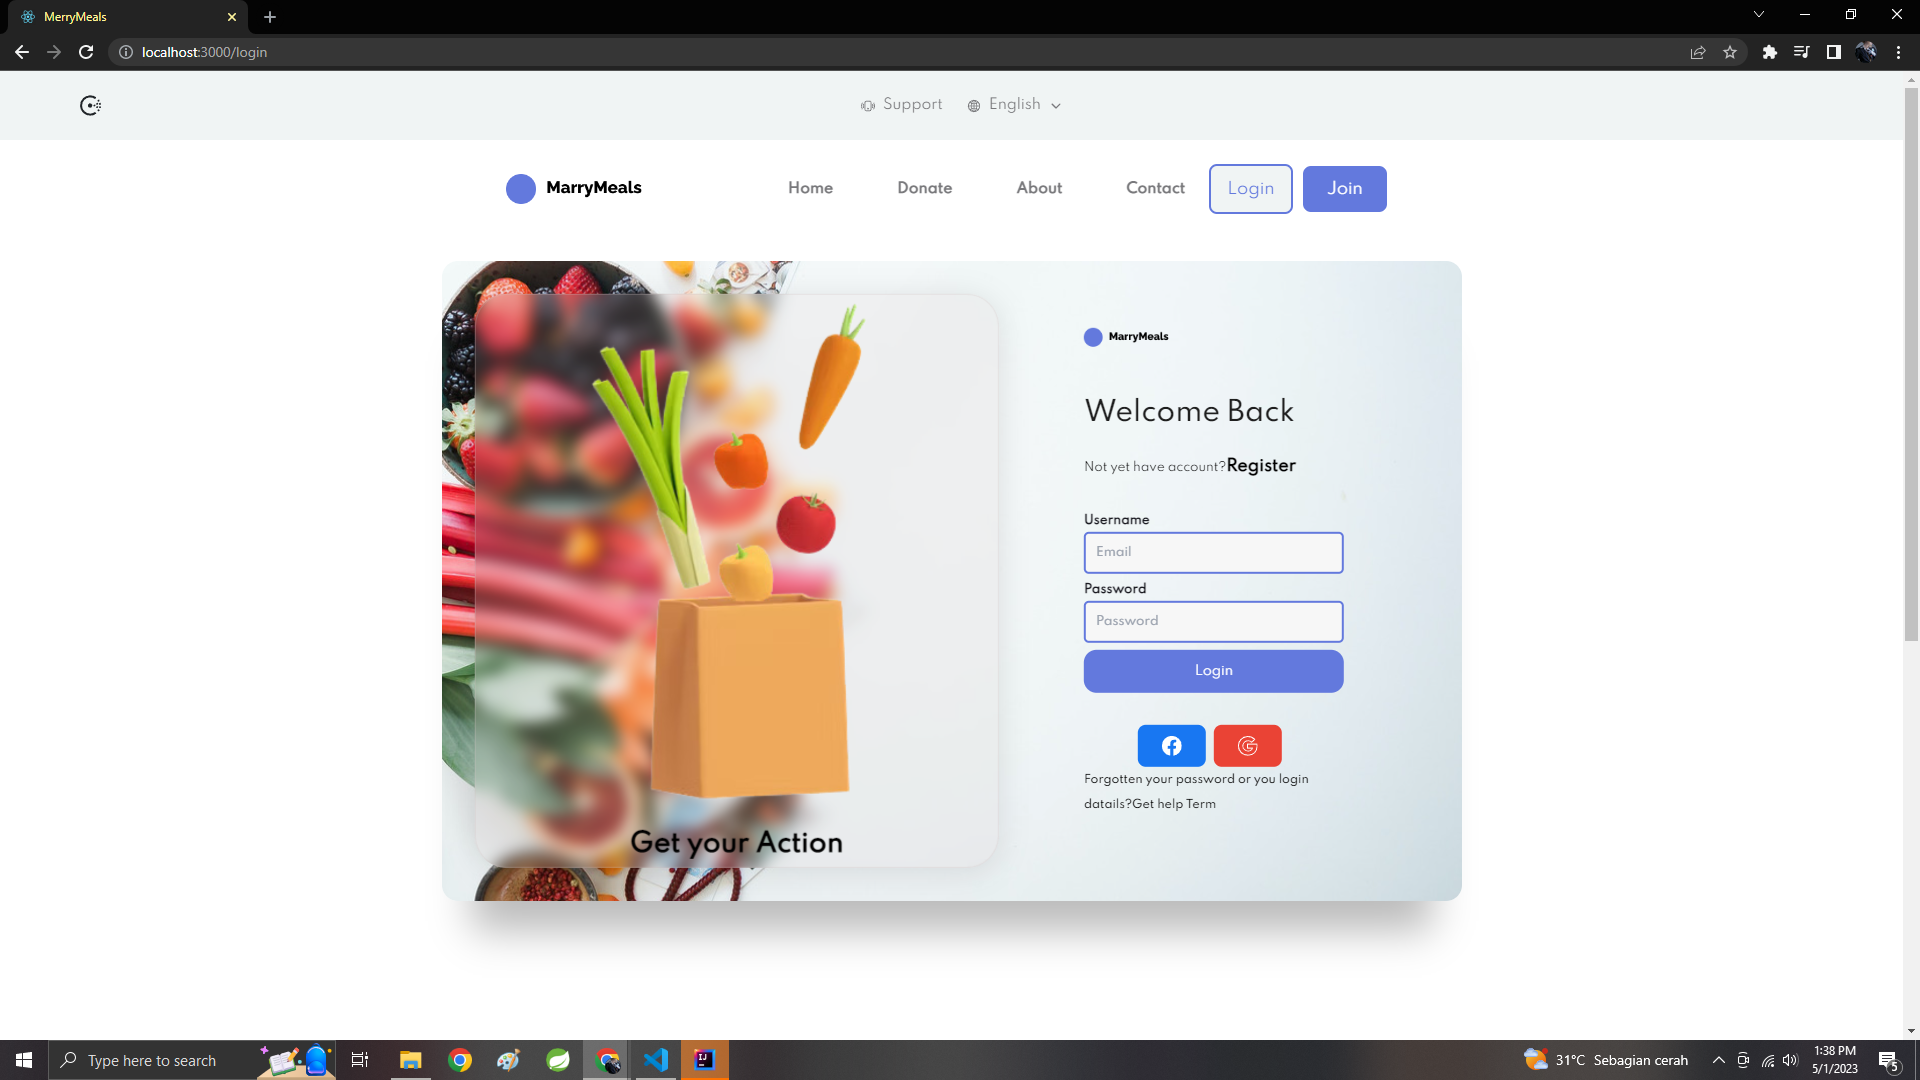 MerryMeals
localhost:3000/login
Support
English
MarryMeals
Home
Donate
About
Contact
Login
Join
MarryMeals
Welcome Back
Not yet have account?Register
Username
Email
Password
Password
Login
Forgotten your password or you login
datails?Get help Term
Get your Action
Type here to search
31°C Sebagian cerah
1:38 PM
5/1/2023
5